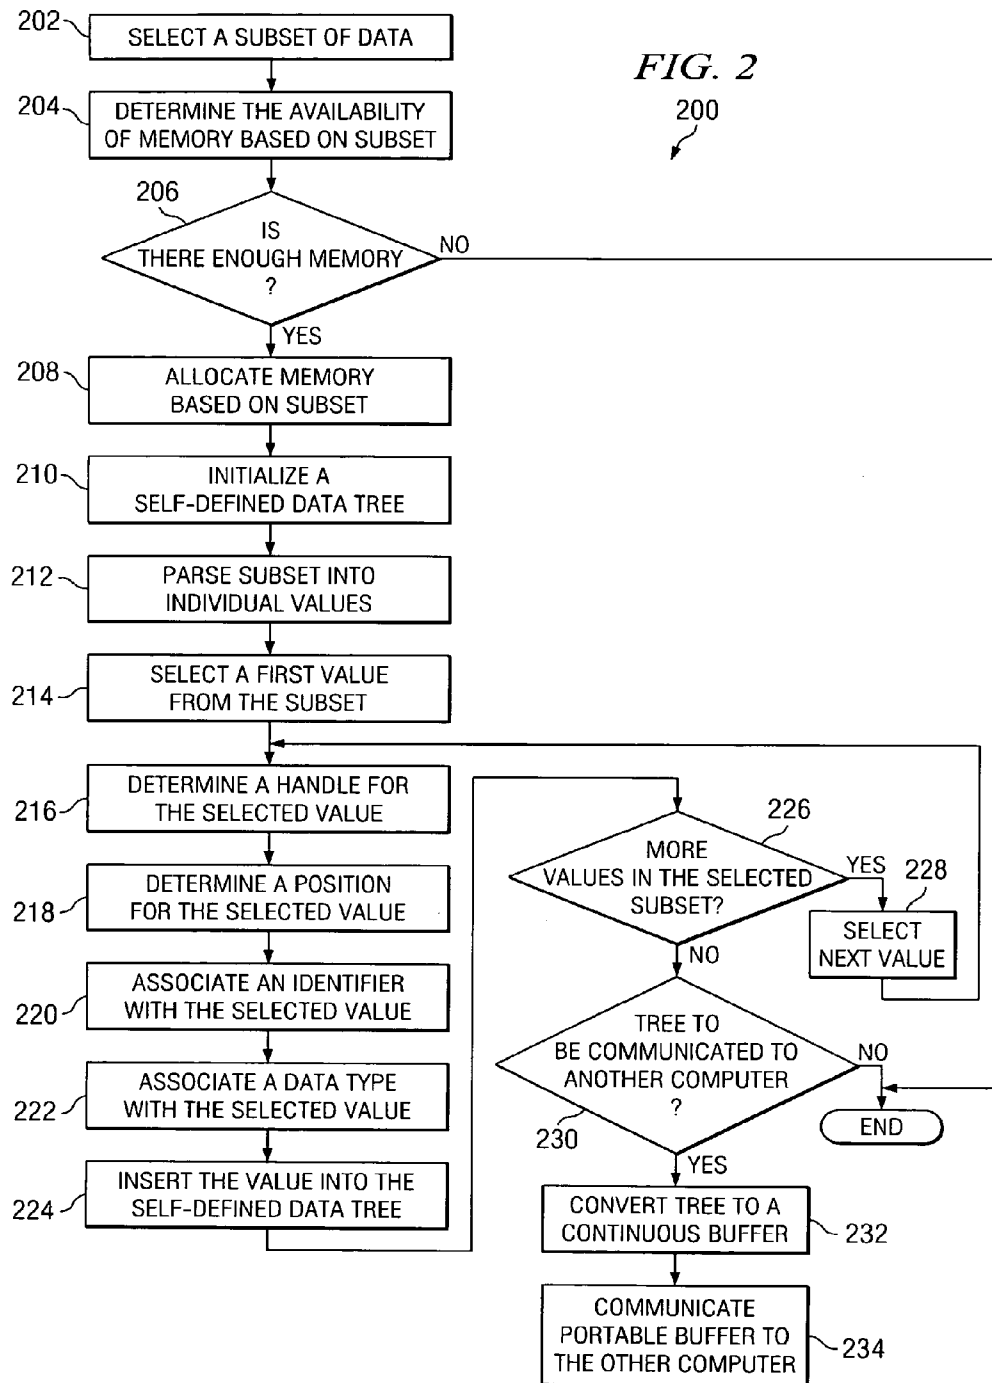 202
SELECT A SUBSET OF DATA
FIG. 2
200
204
DETERMINE THE AVAILABILITY
OF MEMORY BASED ON SUBSET
206
IS
THERE ENOUGH MEMORY
?
NO
YES
208
ALLOCATE MEMORY
BASED ON SUBSET
210
INITIALIZE A
SELF-DEFINED DATA TREE
212
PARSE SUBSET INTO
INDIVIDUAL VALUES
214
SELECT A FIRST VALUE
FROM THE SUBSET
216
DETERMINE A HANDLE FOR
THE SELECTED VALUE
218
DETERMINE A POSITION
FOR THE SELECTED VALUE
220
ASSOCIATE AN IDENTIFIER
WITH THE SELECTED VALUE
222
ASSOCIATE A DATA TYPE
WITH THE SELECTED VALUE
224
INSERT THE VALUE INTO THE
SELF-DEFINED DATA TREE
226
MORE
VALUES IN THE SELECTED
SUBSET?
YES
228
SELECT
NEXT VALUE
NO
TREE TO
BE COMMUNICATED TO
ANOTHER COMPUTER
?
230
NO
END
YES
CONVERT TREE TO A
CONTINUOUS BUFFER
232
COMMUNICATE
PORTABLE BUFFER TO
THE OTHER COMPUTER
234